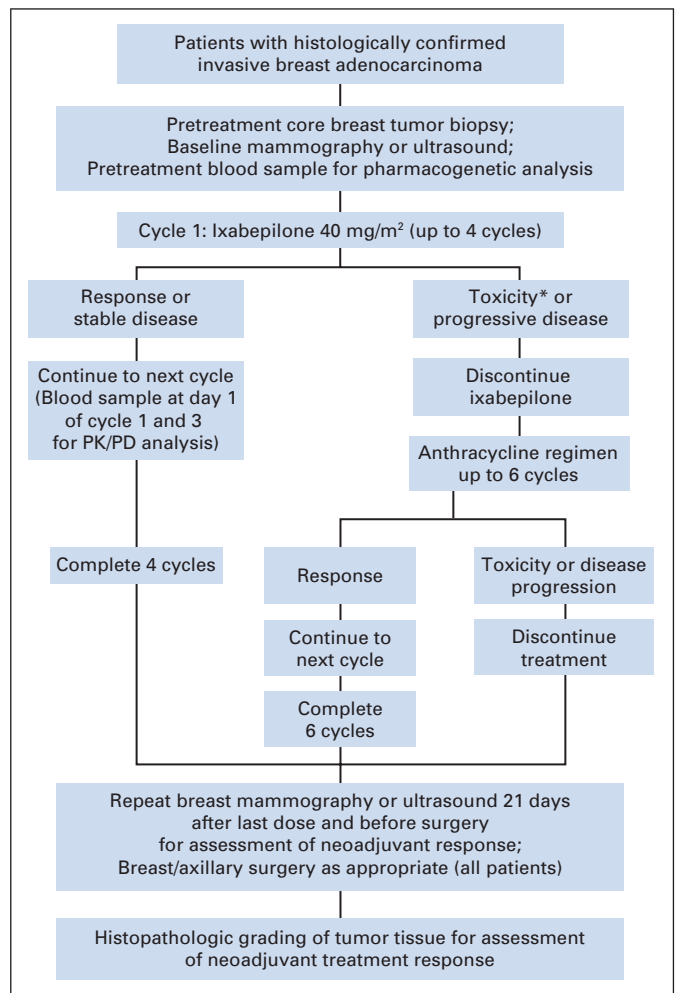 Patients with histologically confirmed
invasive breast adenocarcinoma
Pretreatment core breast tumor biopsy;
Baseline mammography or ultrasound;
Pretreatment blood sample for pharmacogenetic analysis
Cycle 1: Ixabepilone 40 mg/m² (up to 4 cycles)
Response or
stable disease
Toxicity* or
progressive disease
Continue to next cycle
(Blood sample at day 1
of cycle 1 and 3
for PK/PD analysis)
Discontinue
ixabepilone
Anthracycline regimen
up to 6 cycles
Complete 4 cycles
Response
Toxicity or disease
progression
Continue to
next cycle
Discontinue
treatment
Complete
6 cycles
Repeat breast mammography or ultrasound 21 days
after last dose and before surgery
for assessment of neoadjuvant response;
Breast/axillary surgery as appropriate (all patients)
Histopathologic grading of tumor tissue for assessment
of neoadjuvant treatment response